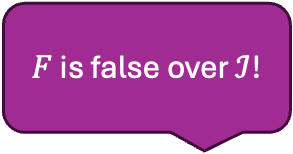 𝐹 is false over ℐ!